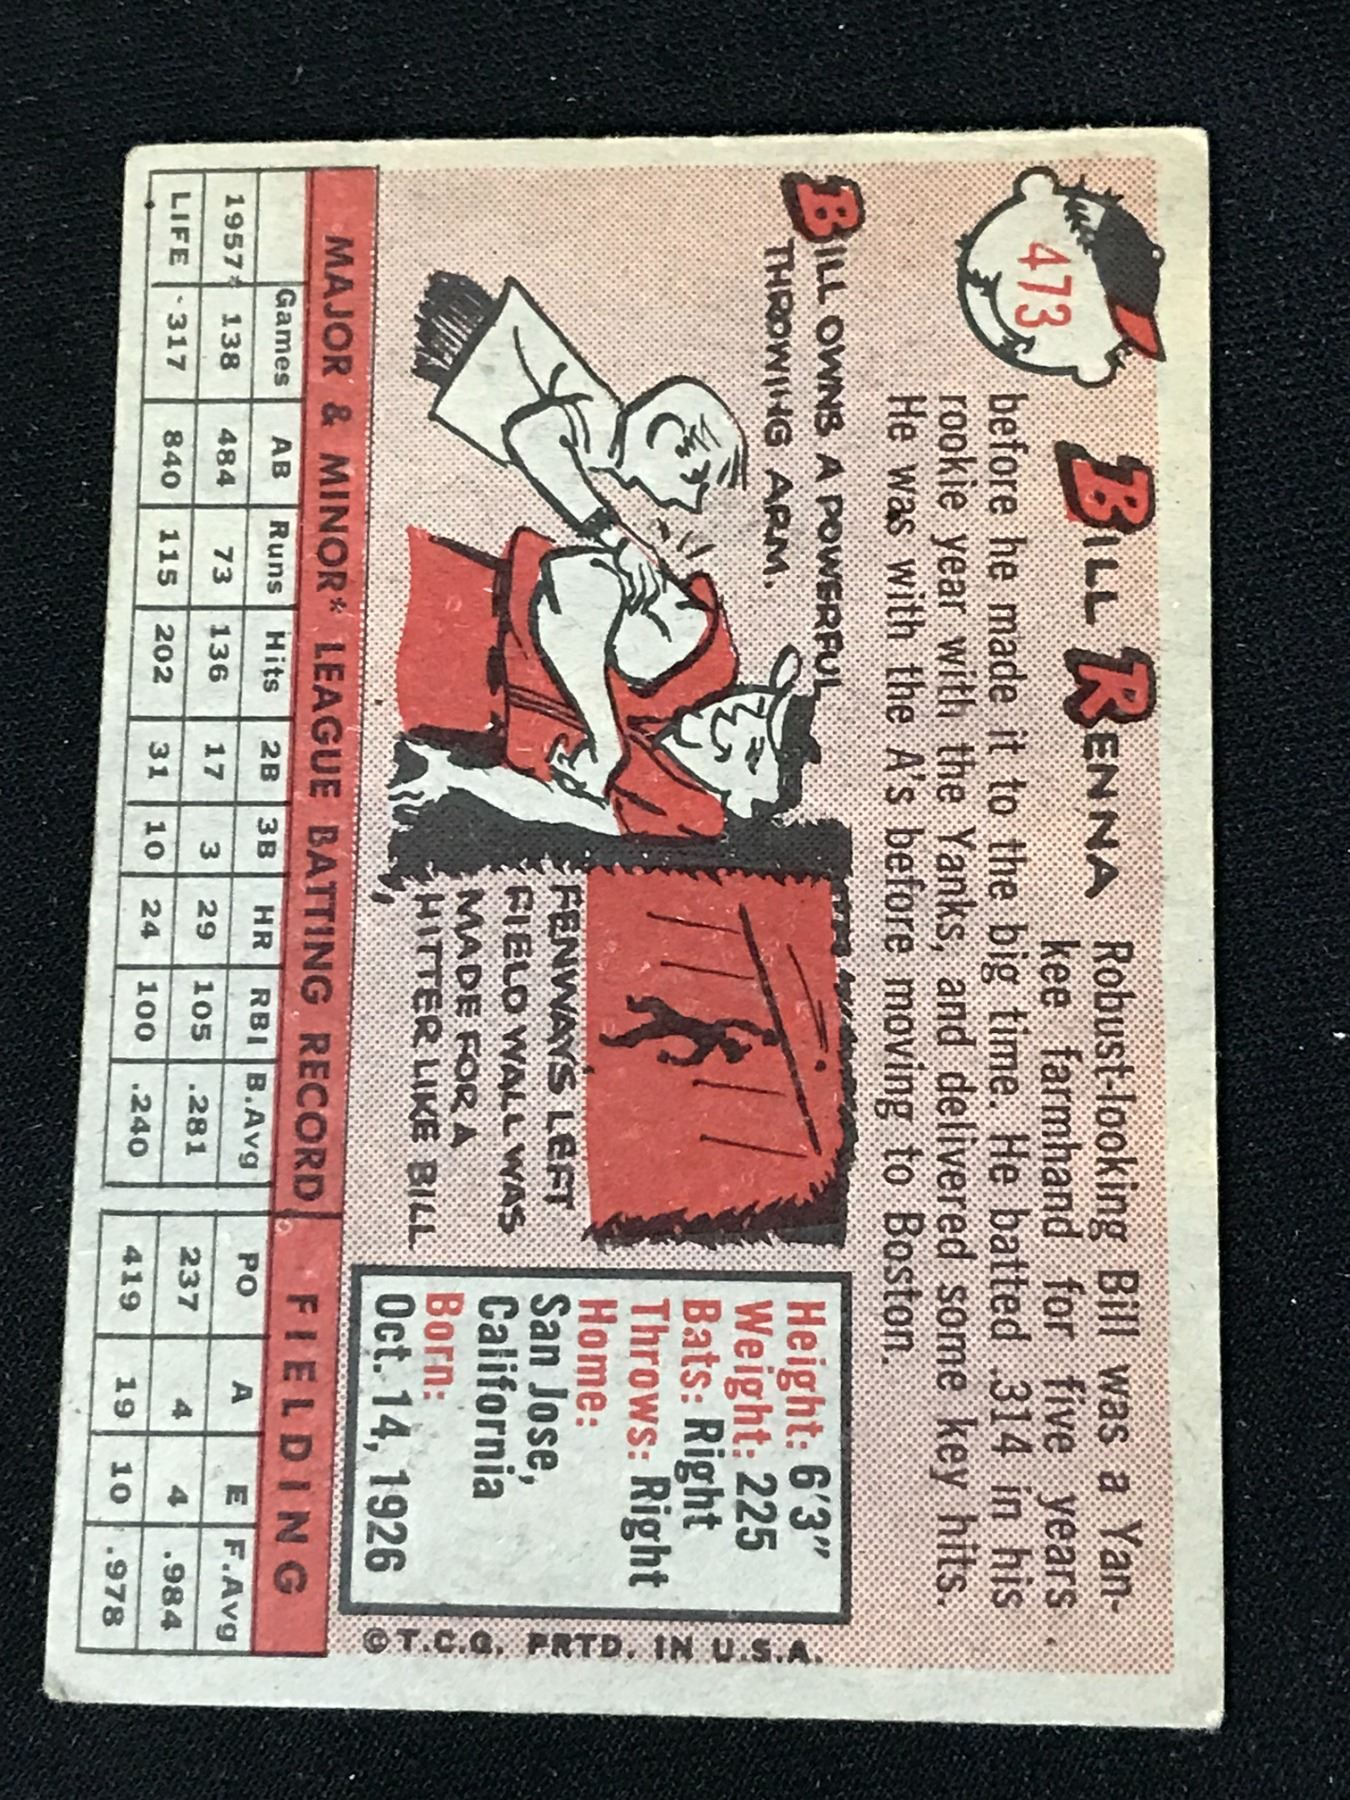 473
BILL RENNA
Robust-looking Bill was a Yan-
kee farmhand for five years
before he made it to the big time. He batted .314 in his
rookie year with the Yanks, and delivered some key hits.
He was with the A's before moving to Boston.
BILL OWNS A POWERFUL
THROWING ARM.
FENWAY'S LEFT
FIELD WALL WAS
MADE FOR A
HITTER LIKE BILL
Height: 6'3"
Weight: 225
Bats: Right
Throws: Right
Home:
San Jose,
California
Born:
Oct. 14, 1926
©T.C.G. PRTD. IN U.S.A.
MAJOR & MINOR* LEAGUE BATTING RECORD FIELDING
Games AB Runs Hits 2B 3B HR RBI B.Avg PO A E F.Avg
1957* 138 484 73 136 17 3 29 105 .281 237 4 4 .984
LIFE 317 840 115 202 31 10 24 100 .240 419 19 10 .978